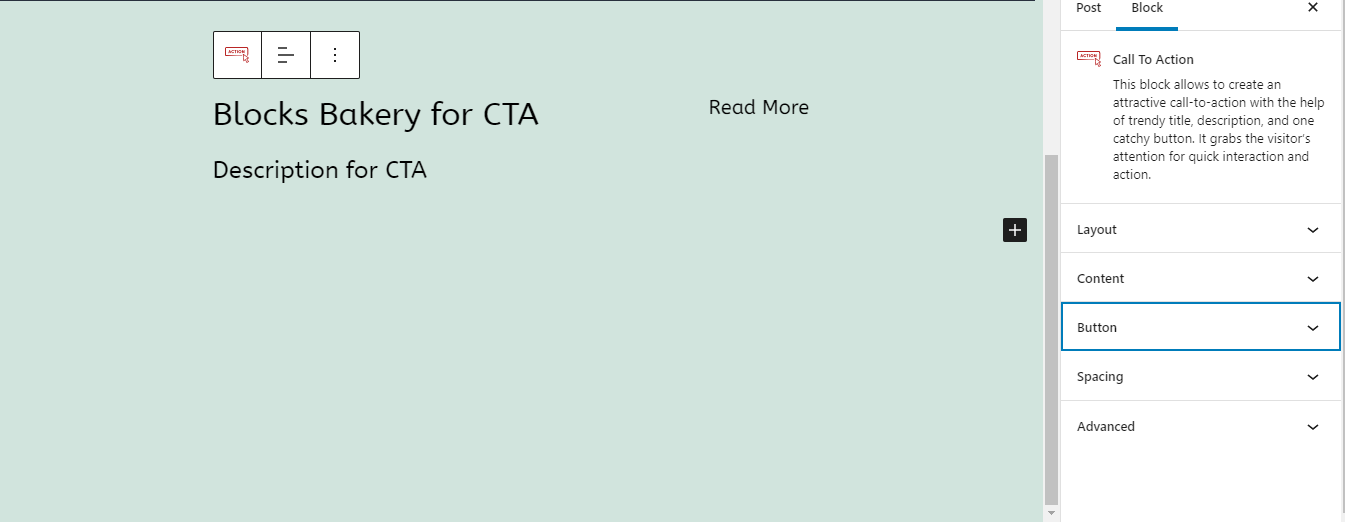 Post Block
ACTION
Blocks Bakery for CTA
Read More
Description for CTA
ACTION
Call To Action
This block allows to create an
attractive call-to-action with the help
of trendy title, description, and one
catchy button. It grabs the visitor's
attention for quick interaction and
action.
Layout
Content
Button
Spacing
Advanced